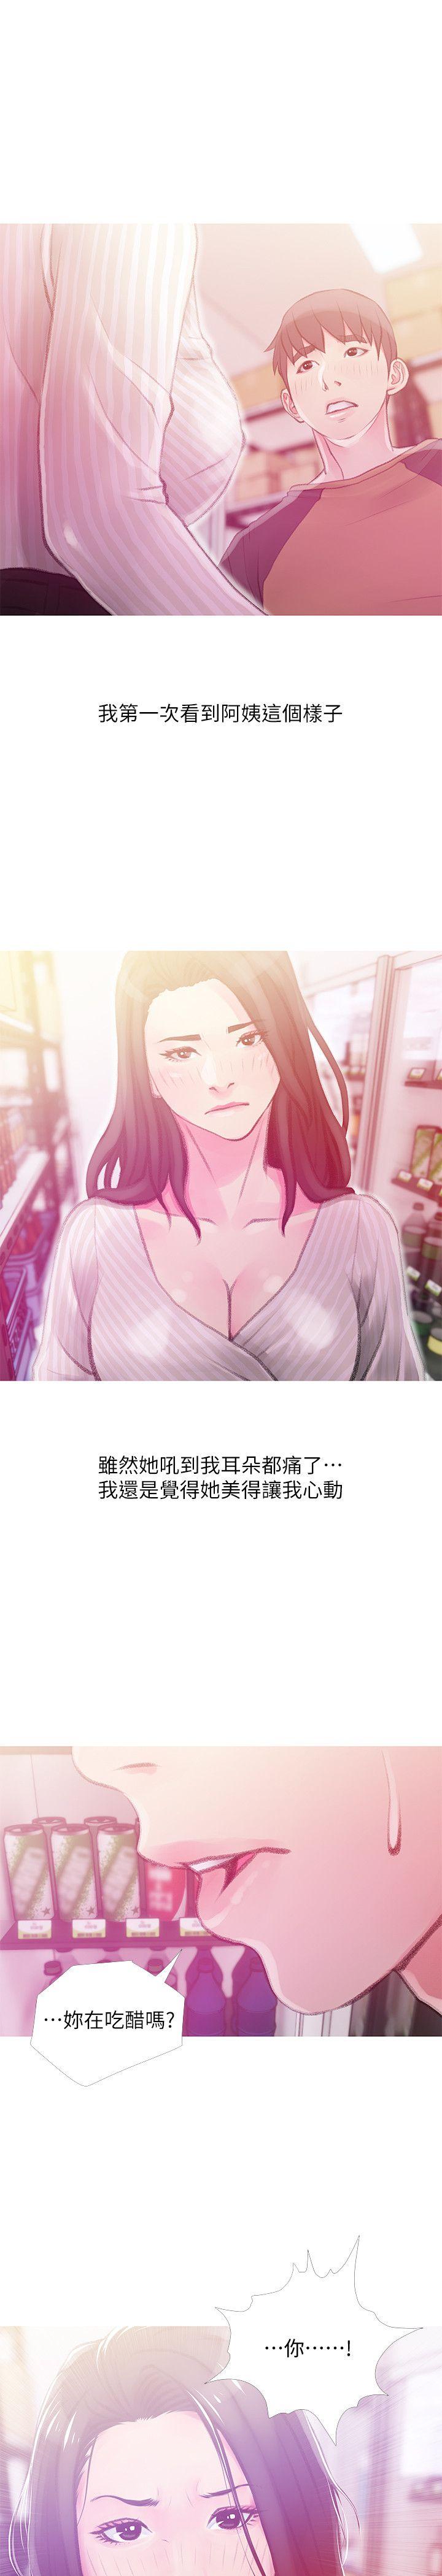 我第一次看到阿姨這個樣子
雖然她吼到我耳朵都痛了…
我還是覺得她美得讓我心動
…妳在吃醋嗎?
…你……!